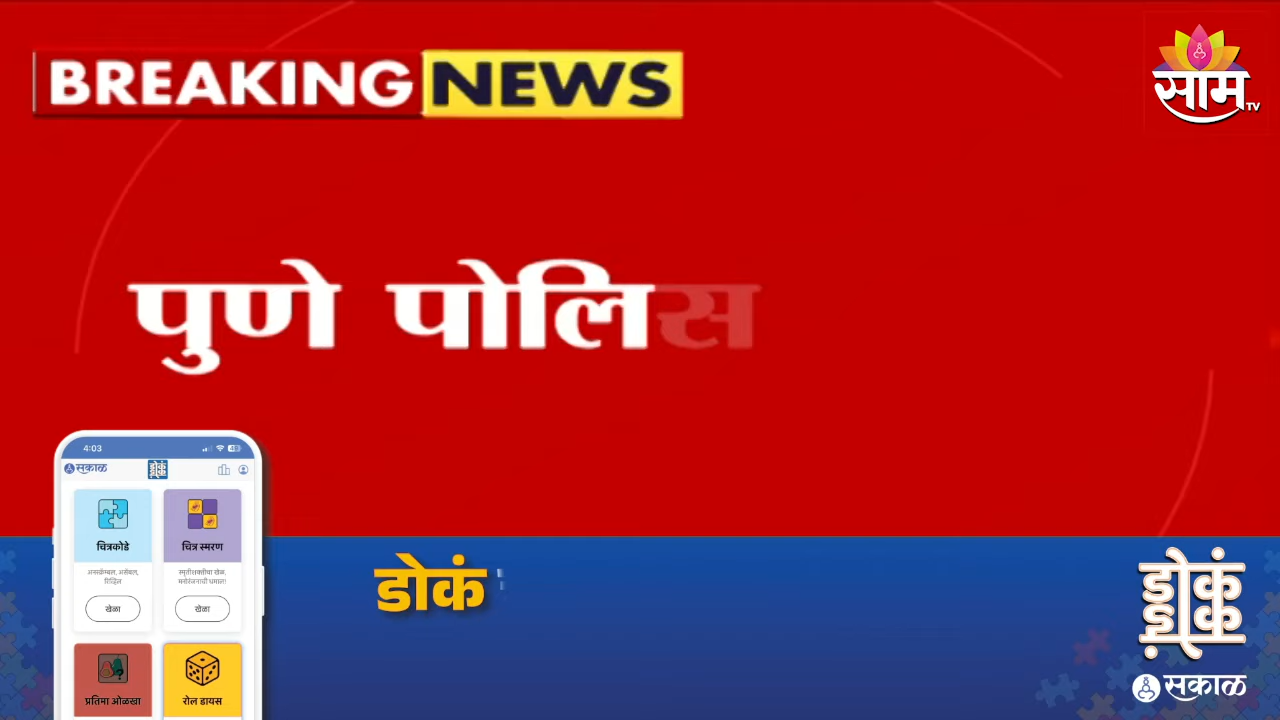 BREAKING NEWS
साम TV
पुणे पोलिस
4:03
सकाळ
डोकं
चित्रकोडे
चित्र स्मरण
खेळा
खेळा
प्रतिमा ओळखा
रोल डायस
डोकं
डोकं
सकाळ